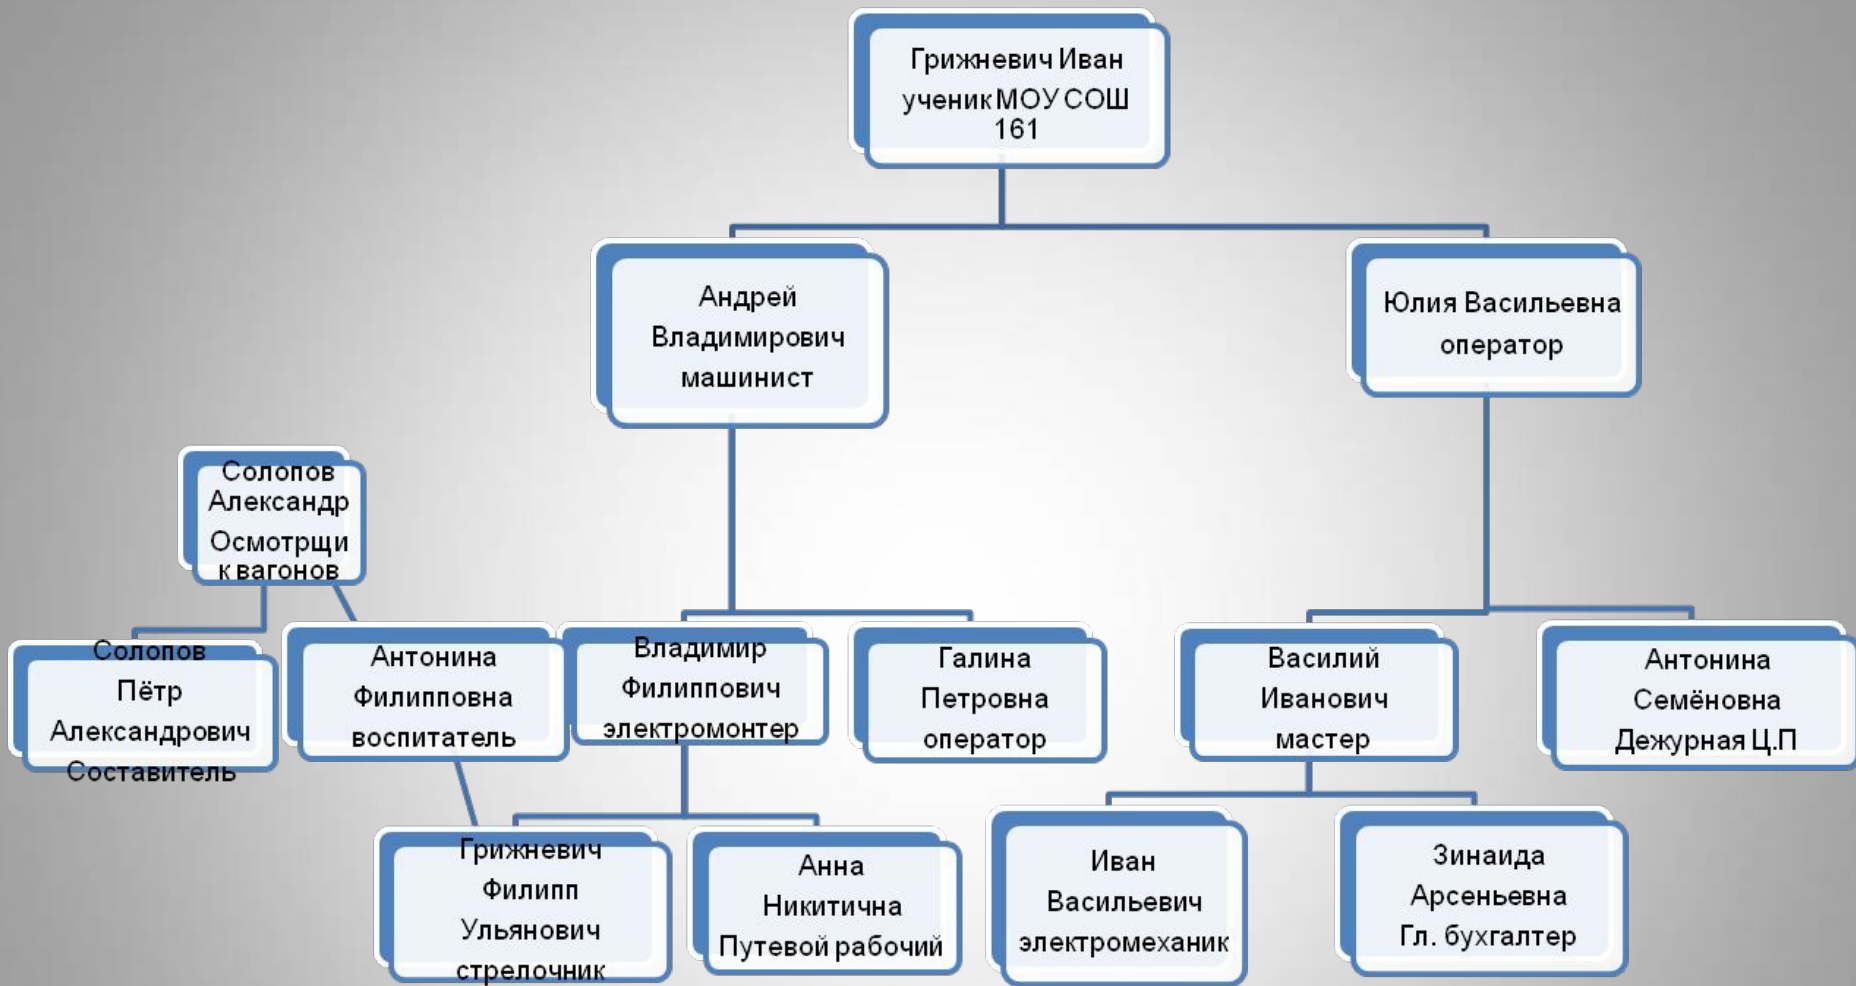 Грижневич Иван
ученик МОУ СОШ
161
Андрей
Владимирович
машинист
Юлия Васильевна
оператор
Солопов
Александр
Осмотрщи
к вагонов
Солопов
Пётр
Александрович
Составитель
Антонина
Филипповна
воспитатель
Владимир
Филиппович
электромонтер
Галина
Петровна
оператор
Василий
Иванович
мастер
Антонина
Семёновна
Дежурная Ц.П
Грижневич
Филипп
Ульянович
стрелочник
Анна
Никитична
Путевой рабочий
Иван
Васильевич
электромеханик
Зинаида
Арсеньевна
Гл. бухгалтер